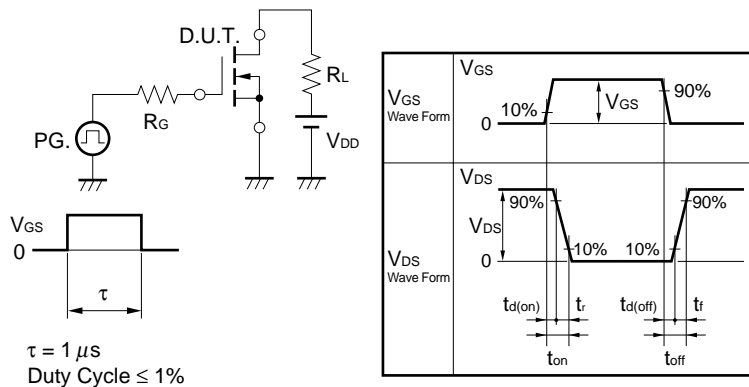 D.U.T.
RL
RG
PG.
VDD
VGS
0
τ
τ = 1 μs
Duty Cycle ≤ 1%
VGS
Wave Form
VGS
10%
VGS
90%
0
VDS
Wave Form
VDS
90%
VDS
90%
10%
10%
0
td(on)
tr
td(off)
tf
ton
toff